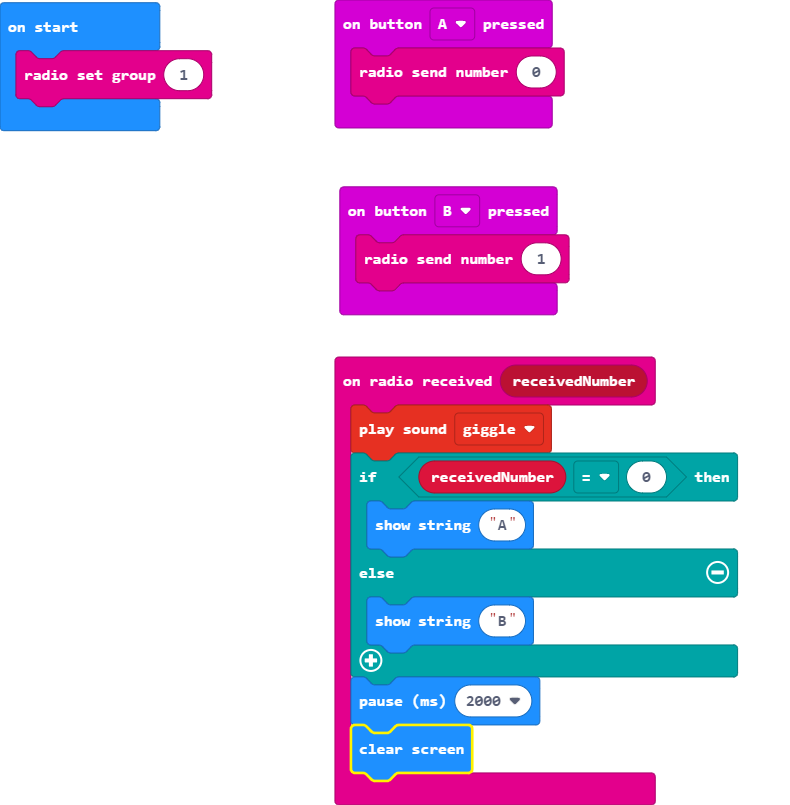 on start
radio set group 1
on button A pressed
radio send number 0
on button B pressed
radio send number 1
on radio received receivedNumber
play sound giggle
if receivedNumber = 0 then
show string "A"
else
show string "B"
pause (ms) 2000
clear screen